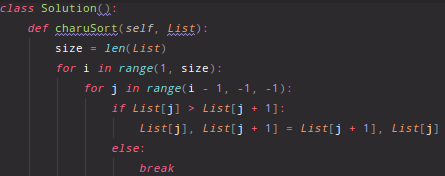 class Solution():
def charuSort(self, List):
size = len(List)
for i in range(1, size):
for j in range(i - 1, -1, -1):
if List[j] > List[j + 1]:
List[j], List[j + 1] = List[j + 1], List[j]
else:
break